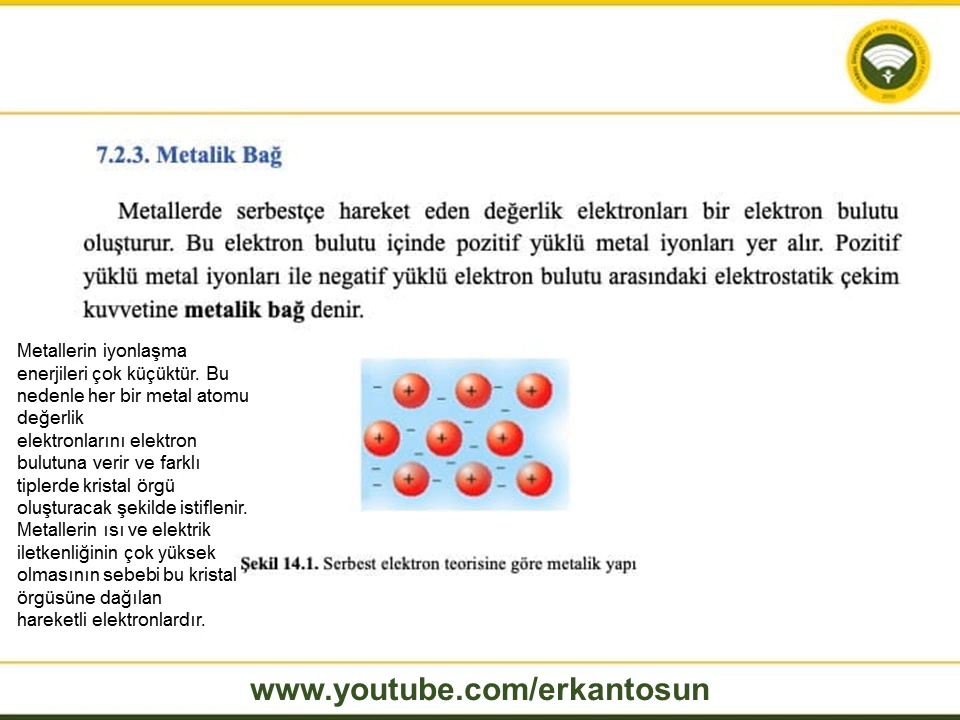 7.2.3. Metalik Bağ
Metallerde serbestçe hareket eden değerlik elektronları bir elektron bulutu
oluşturur. Bu elektron bulutu içinde pozitif yüklü metal iyonları yer alır. Pozitif
yüklü metal iyonları ile negatif yüklü elektron bulutu arasındaki elektrostatik çekim
kuvvetine metalik bağ denir.
Metallerin iyonlaşma
enerjileri çok küçüktür. Bu
nedenle her bir metal atomu
değerlik
elektronlarını elektron
bulutuna verir ve farklı
tiplerde kristal örgü
oluşturacak şekilde istiflenir.
Metallerin ısı ve elektrik
iletkenliğinin çok yüksek
olmasının sebebi bu kristal
örgüsüne dağılan
hareketli elektronlardır.
Şekil 14.1. Serbest elektron teorisine göre metalik yapı
www.youtube.com/erkantosun